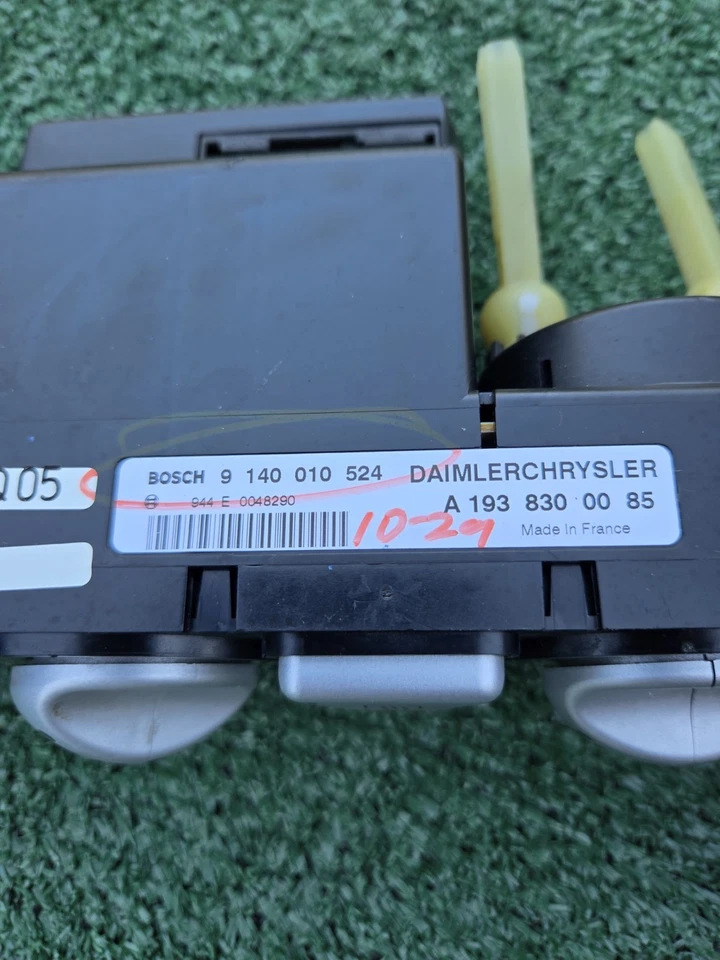 Q05
BOSCH 9 140 010 524 DAIMLERCHRYSLER
944 E 0048290 A 193 830 00 85
10-29 Made In France